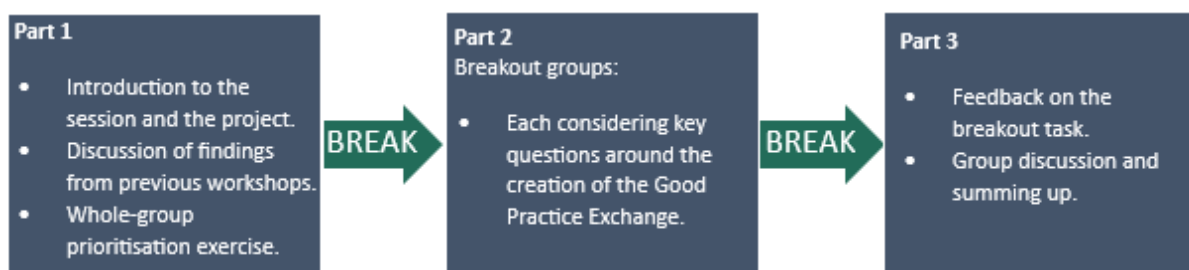 Part 1
• Introduction to the
session and the project.
• Discussion of findings
from previous workshops.
• Whole-group
prioritisation exercise.
BREAK
Part 2
Breakout groups:
• Each considering key
questions around the
creation of the Good
Practice Exchange.
BREAK
Part 3
• Feedback on the
breakout task.
• Group discussion and
summing up.